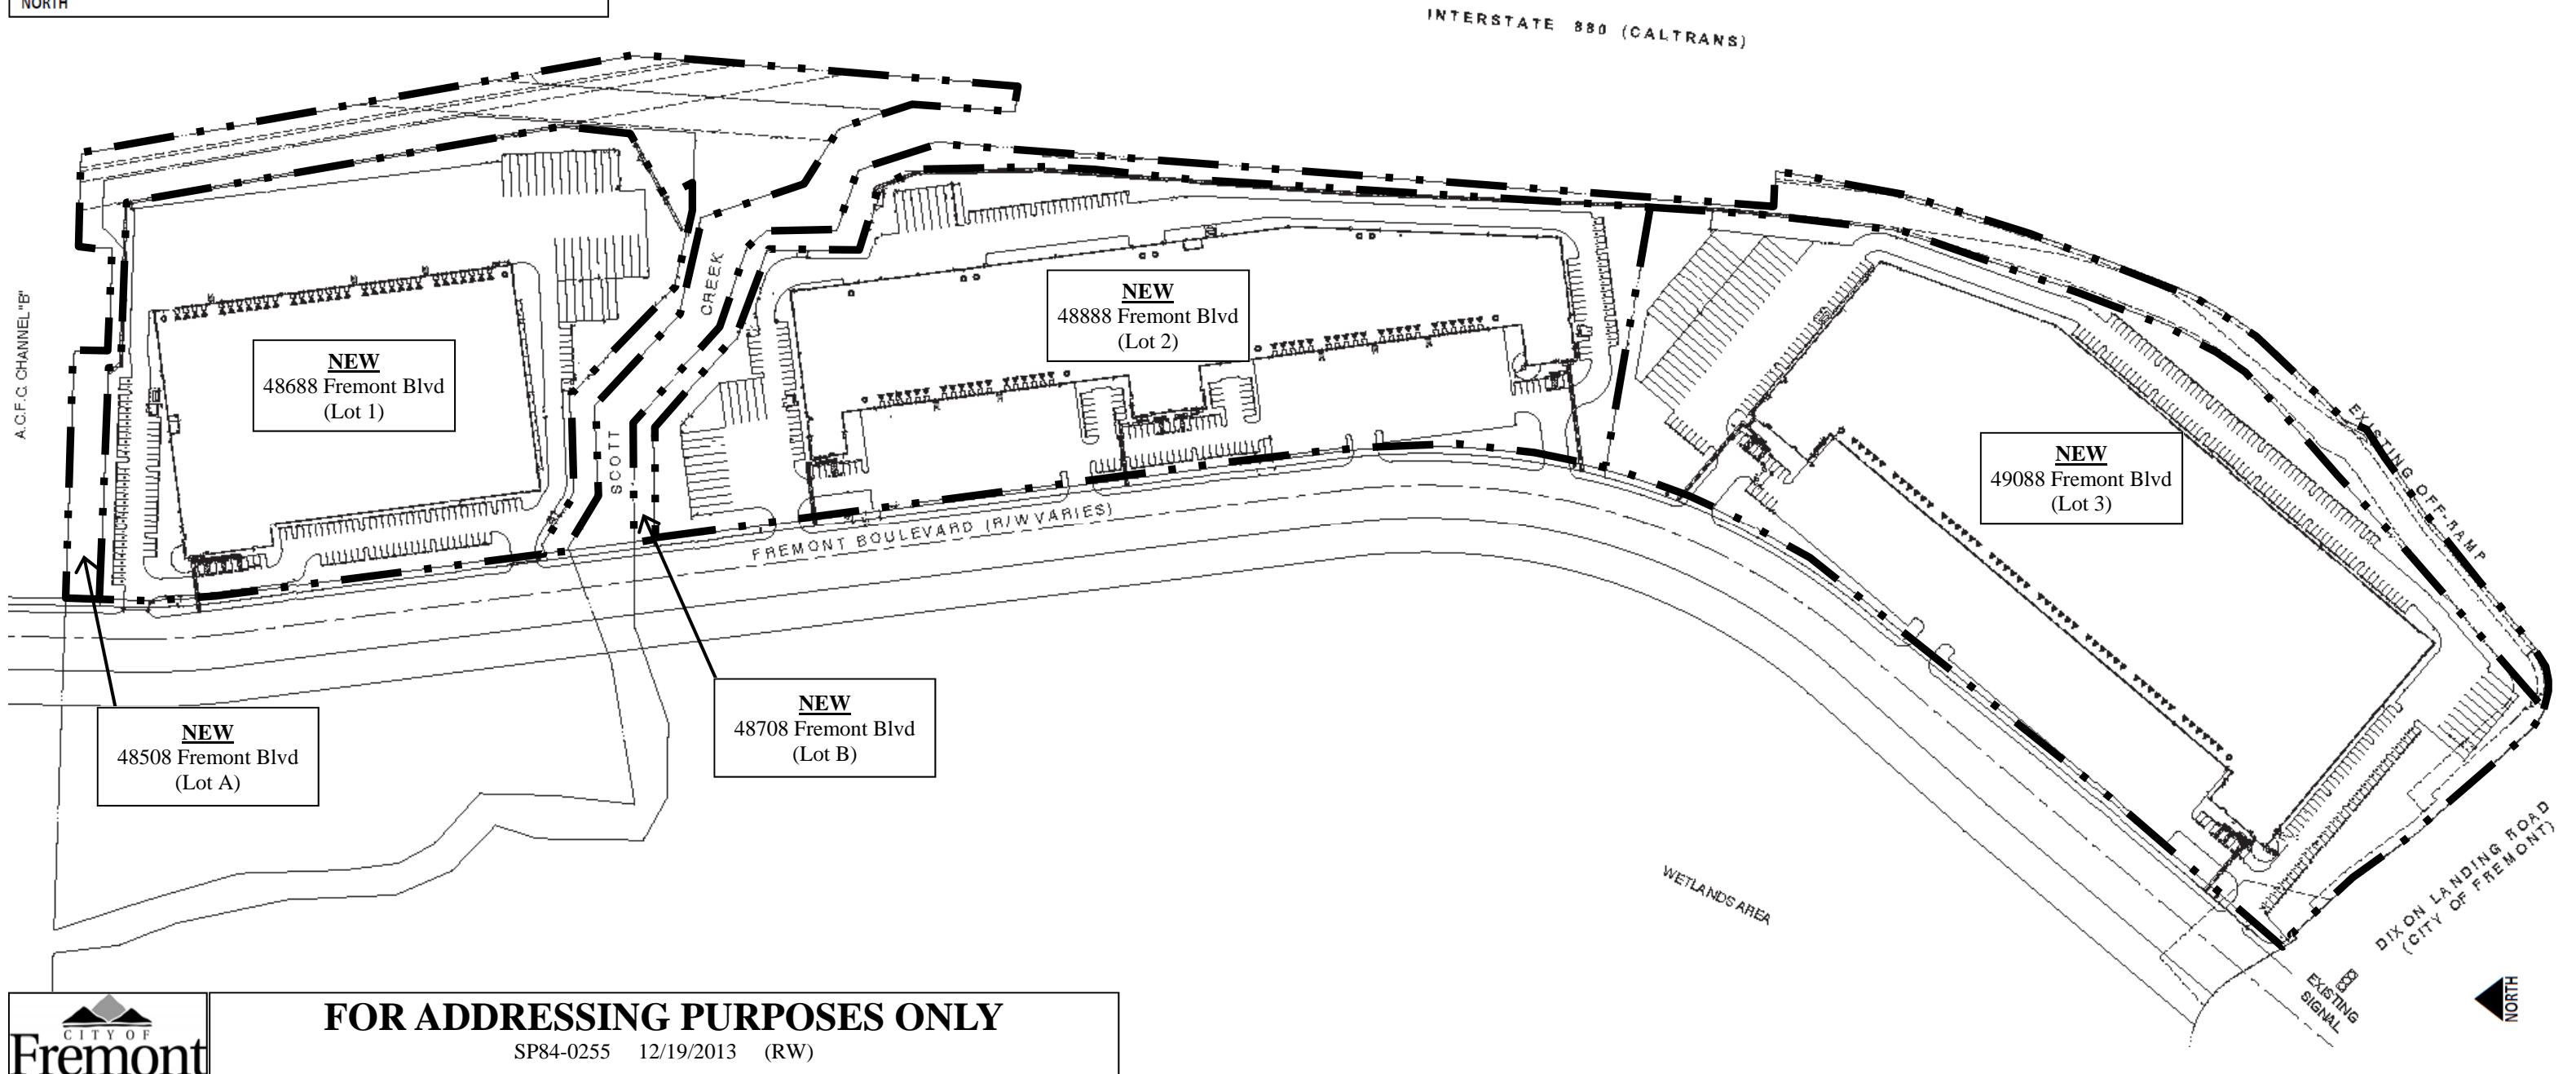 NORTH
INTERSTATE 880 (CALTRANS)
A.C.F.C. CHANNEL "B"
NEW
48688 Fremont Blvd
(Lot 1)
SCOTT CREEK
NEW
48888 Fremont Blvd
(Lot 2)
NEW
49088 Fremont Blvd
(Lot 3)
EXISTING OFF-RAMP
FREMONT BOULEVARD (R/W VARIES)
NEW
48508 Fremont Blvd
(Lot A)
NEW
48708 Fremont Blvd
(Lot B)
WETLANDS AREA
DIXON LANDING ROAD
(CITY OF FREMONT)
EXISTING
SIGNAL
NORTH
CITY OF
Fremont
FOR ADDRESSING PURPOSES ONLY
SP84-0255 12/19/2013 (RW)